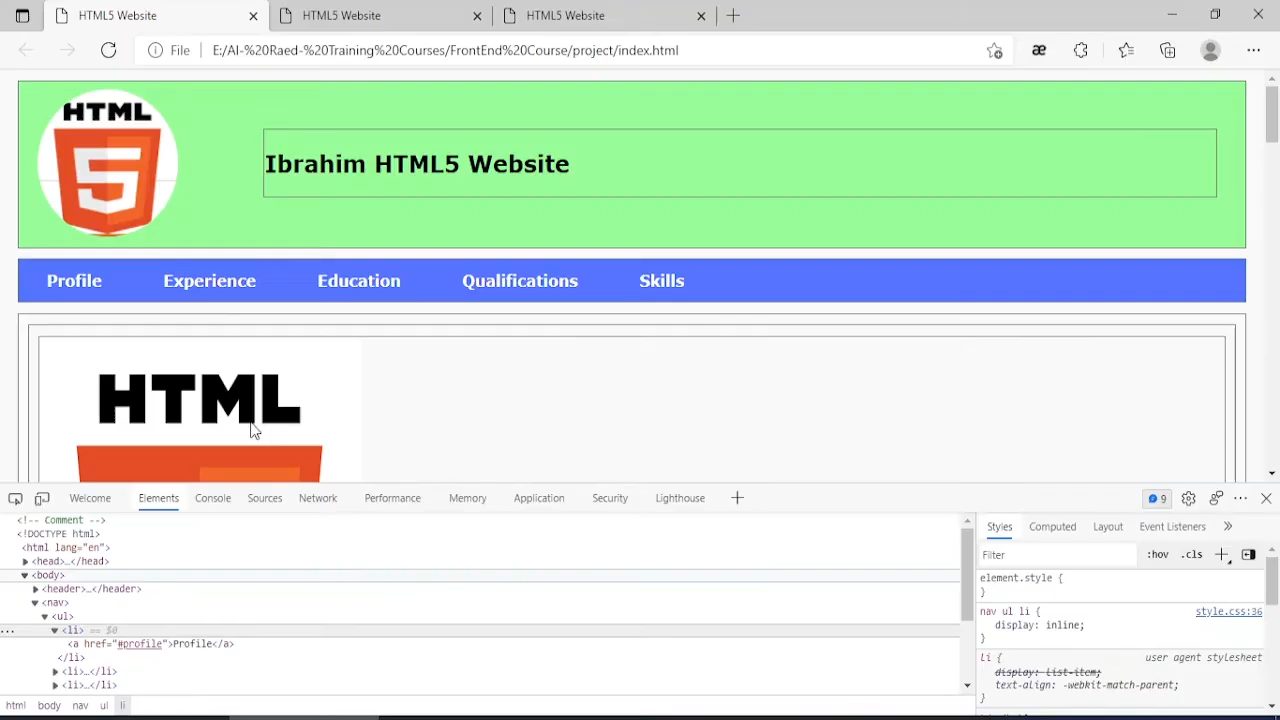 HTML5 Website
HTML5 Website
HTML5 Website
File
E:/Al-%20Raed-%20Training%20Courses/FrontEnd%20Course/project/index.html
HTML
5
Ibrahim HTML5 Website
Profile Experience Education Qualifications Skills
HTML
Welcome Elements Console Sources Network Performance Memory Application Security Lighthouse
9
<!-- Comment -->
<!DOCTYPE html>
<html lang="en">
<head>…</head>
<body>
<header>…</header>
<nav>
<ul>
<li> == $0
<a href="#profile">Profile</a>
</li>
<li>…</li>
<li>…</li>
html body nav ul li
Styles Computed Layout Event Listeners
Filter
:hov .cls
element.style {
}
nav ul li {
style.css:36
display: inline;
}
li {
user agent stylesheet
display: list-item;
text-align: -webkit-match-parent;
}